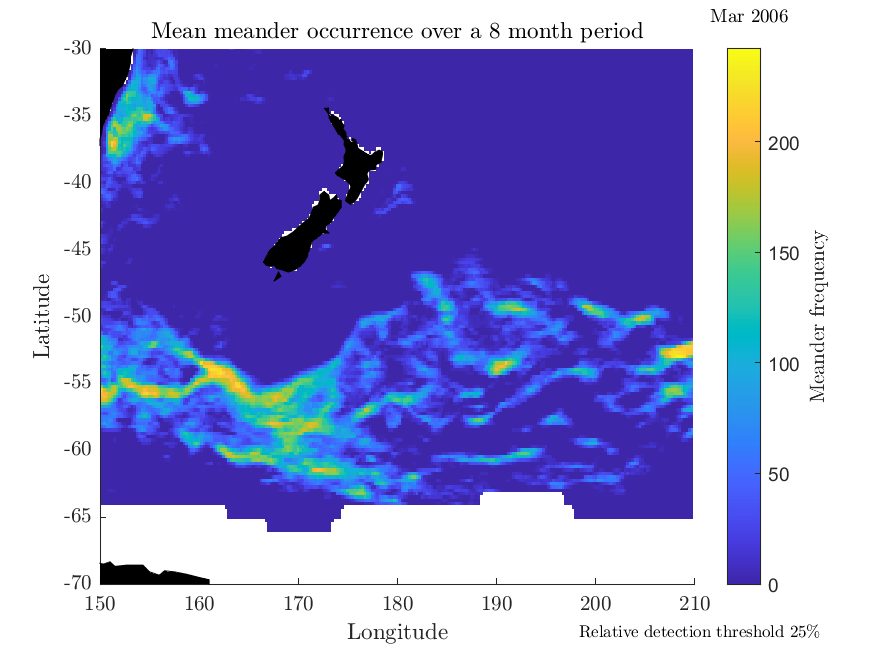 Mar 2006
Mean meander occurrence over a 8 month period
-30
-35
-40
-45
-50
-55
-60
-65
-70
Latitude
150 160 170 180 190 200 210
Longitude
200
150
100
50
0
Meander frequency
Relative detection threshold 25%